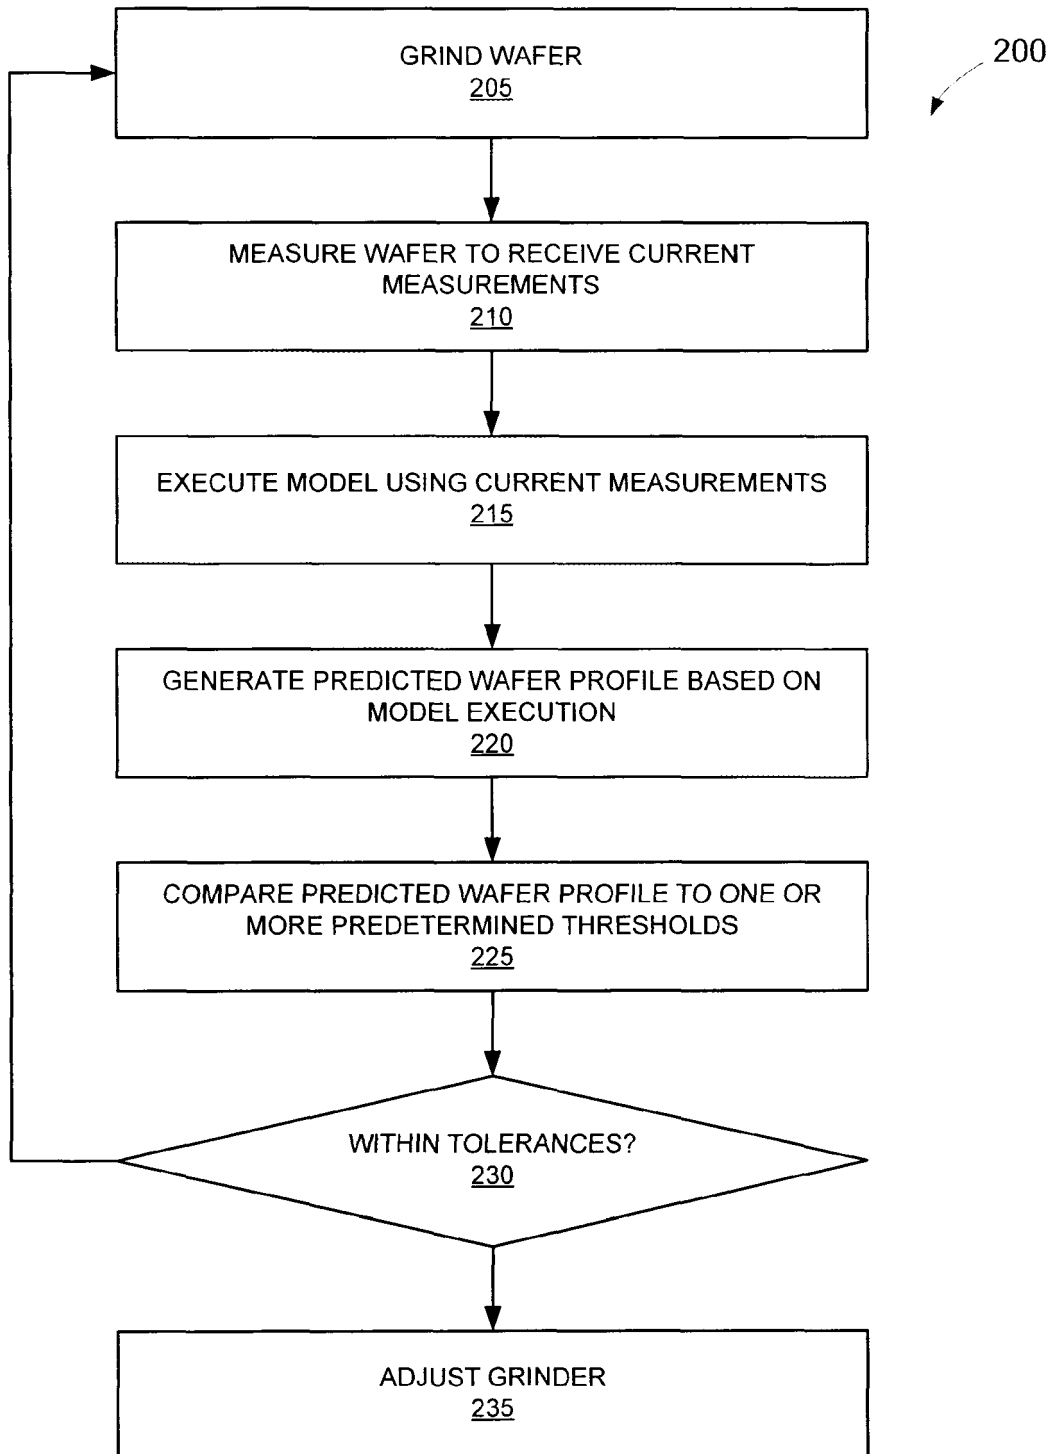 200
GRIND WAFER
205
MEASURE WAFER TO RECEIVE CURRENT
MEASUREMENTS
210
EXECUTE MODEL USING CURRENT MEASUREMENTS
215
GENERATE PREDICTED WAFER PROFILE BASED ON
MODEL EXECUTION
220
COMPARE PREDICTED WAFER PROFILE TO ONE OR
MORE PREDETERMINED THRESHOLDS
225
WITHIN TOLERANCES?
230
ADJUST GRINDER
235